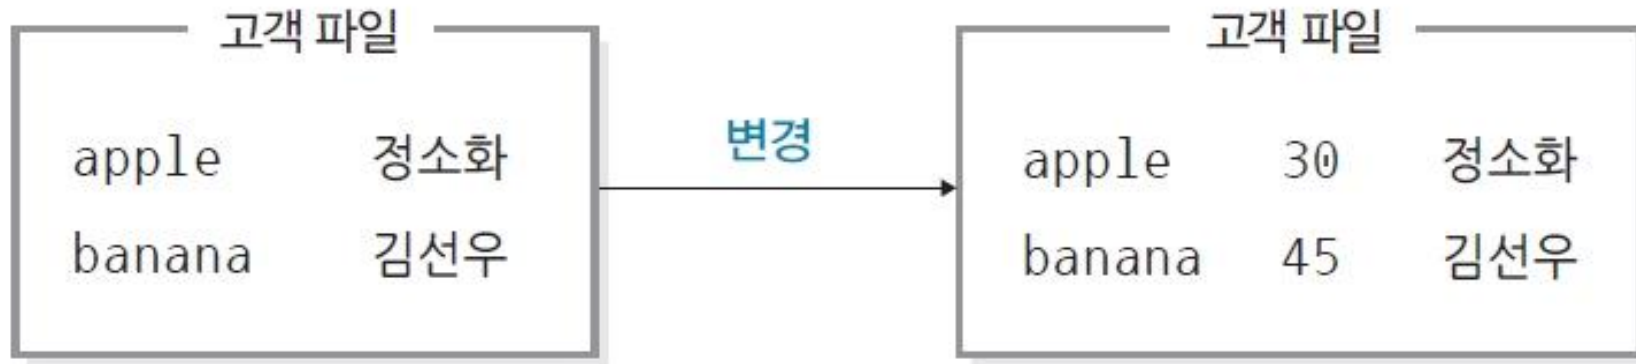 고객 파일
apple 정소화
banana 김선우
변경
고객 파일
apple 30 정소화
banana 45 김선우